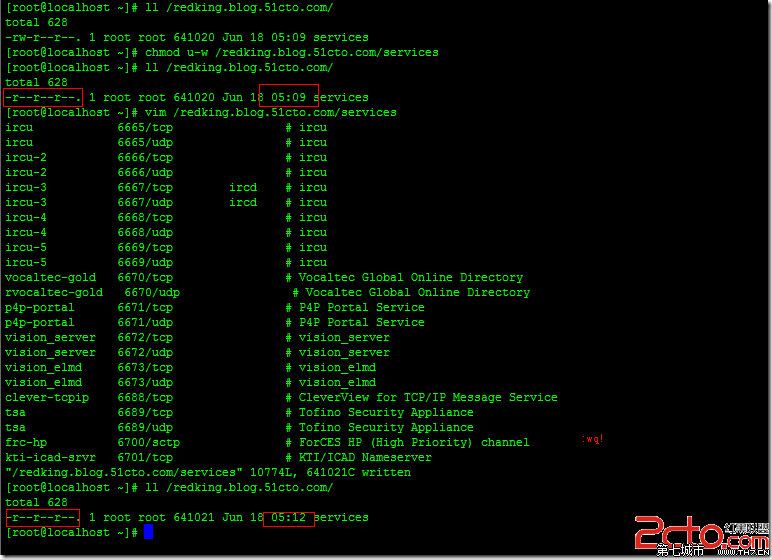 [root@localhost ~]# ll /redking.blog.51cto.com/
total 628
-rw-r--r--. 1 root root 641020 Jun 18 05:09 services
[root@localhost ~]# chmod u-w /redking.blog.51cto.com/services
[root@localhost ~]# ll /redking.blog.51cto.com/
total 628
-r--r--r--. 1 root root 641020 Jun 18 05:09 services
[root@localhost ~]# vim /redking.blog.51cto.com/services
ircu 6665/tcp # ircu
ircu 6665/udp # ircu
ircu-2 6666/tcp # ircu
ircu-2 6666/udp # ircu
ircu-3 6667/tcp ircd # ircu
ircu-3 6667/udp ircd # ircu
ircu-4 6668/tcp # ircu
ircu-4 6668/udp # ircu
ircu-5 6669/tcp # ircu
ircu-5 6669/udp # ircu
vocaltec-gold 6670/tcp # Vocaltec Global Online Directory
rvocaltec-gold 6670/udp # Vocaltec Global Online Directory
p4p-portal 6671/tcp # P4P Portal Service
p4p-portal 6671/udp # P4P Portal Service
vision_server 6672/tcp # vision_server
vision_server 6672/udp # vision_server
vision_elmd 6673/tcp # vision_elmd
vision_elmd 6673/udp # vision_elmd
clever-tcpip 6688/tcp # CleverView for TCP/IP Message Service
tsa 6689/tcp # Tofino Security Appliance
tsa 6689/udp # Tofino Security Appliance
frc-hp 6700/sctp # ForCES HP (High Priority) channel :wq!
kti-icad-srvr 6701/tcp # KTI/ICAD Nameserver
"/redking.blog.51cto.com/services" 10774L, 641021C written
[root@localhost ~]# ll /redking.blog.51cto.com/
total 628
-r--r--r--. 1 root root 641021 Jun 18 05:12 services
[root@localhost ~]#
2cto.com
第七城市